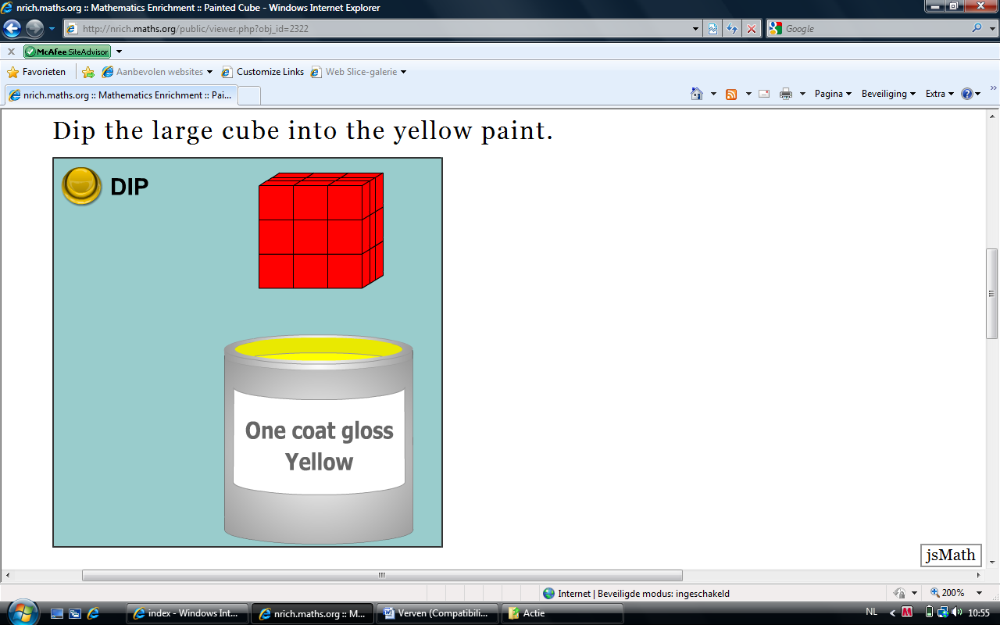 nrich.maths.org :: Mathematics Enrichment :: Painted Cube - Windows Internet Explorer
http://nrich.maths.org/public/viewer.php?obj_id=2322
Google
McAfee SiteAdvisor
Favorieten Aanbevolen websites Customize Links Web Slice-galerie
nrich.maths.org :: Mathematics Enrichment :: Pai... Pagina Beveiliging Extra
Dip the large cube into the yellow paint.
DIP
One coat gloss
Yellow
jsMath
Internet | Beveiligde modus: ingeschakeld 200%
index - Windows Int... nrich.maths.org :: M... Verven (Compatibili... Actie NL 10:55